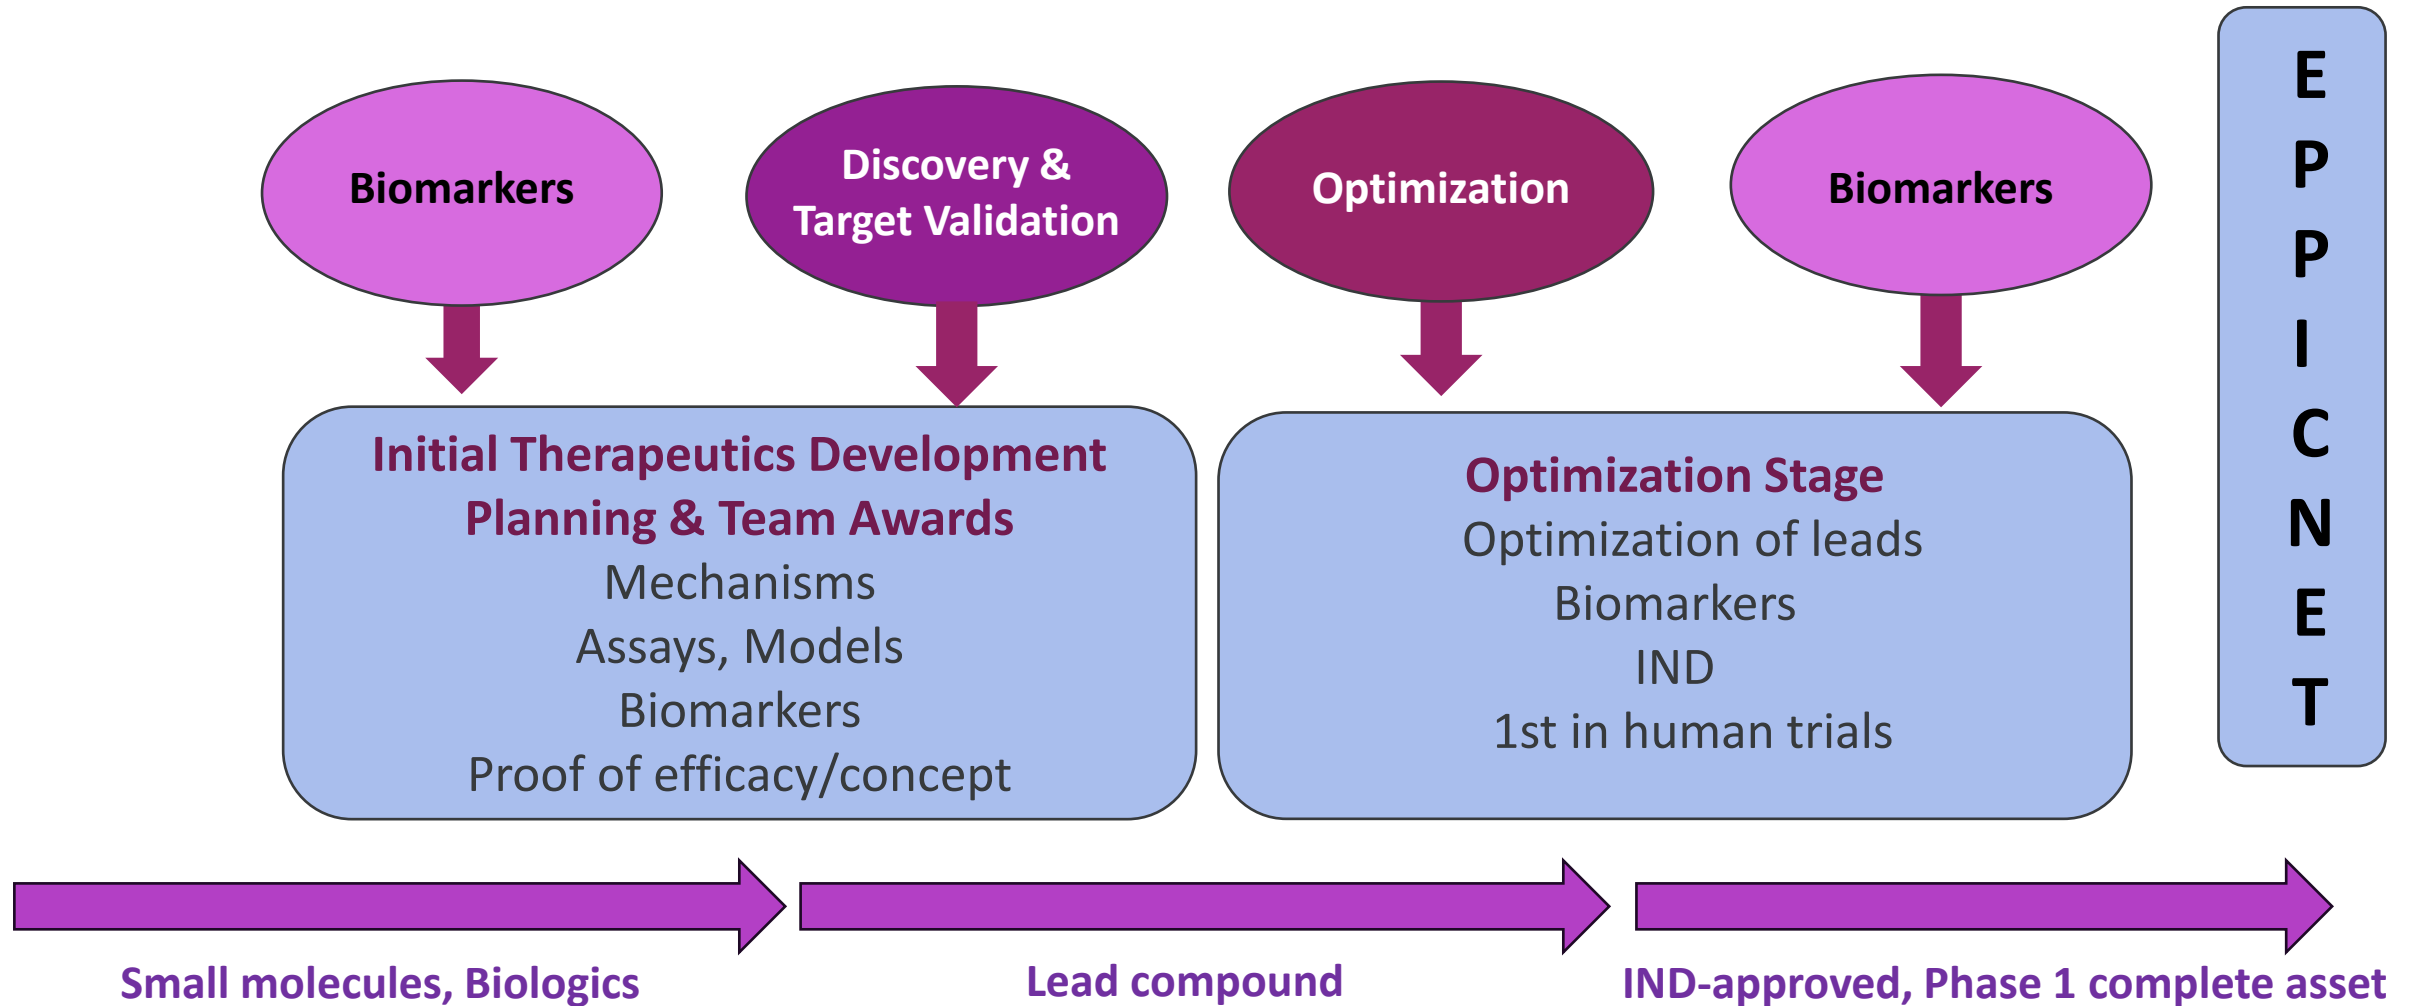 Biomarkers
Discovery &
Target Validation
Optimization
Biomarkers
Initial Therapeutics Development
Planning & Team Awards
Mechanisms
Assays, Models
Biomarkers
Proof of efficacy/concept
Optimization Stage
Optimization of leads
Biomarkers
IND
1st in human trials
E
P
P
I
C
N
E
T
Small molecules, Biologics
Lead compound
IND-approved, Phase 1 complete asset